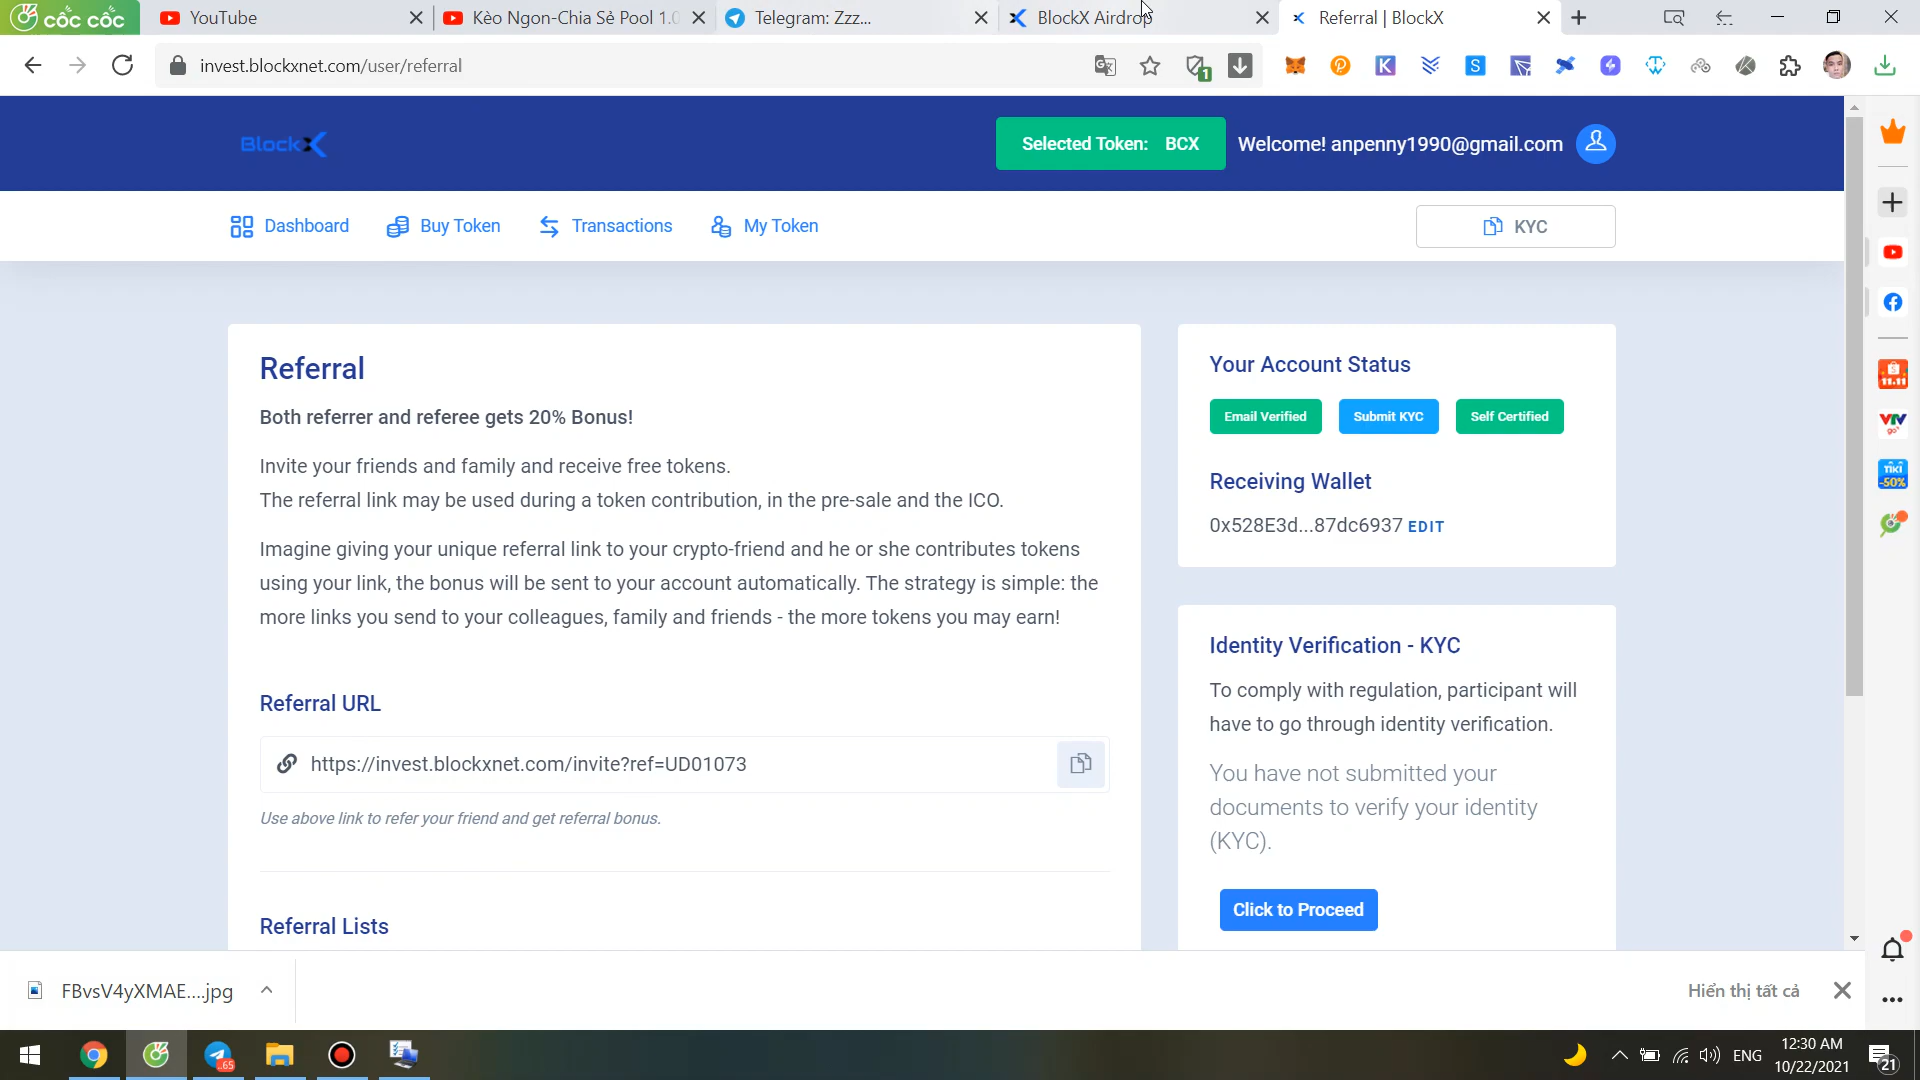 cốc cốc
YouTube
Kèo Ngon-Chia Sẻ Pool 1.0
Telegram: Zzz...
BlockX Airdrop
Referral | BlockX
invest.blockxnet.com/user/referral
1
BlockX
Selected Token: BCX
Welcome! anpenny1990@gmail.com
Dashboard
Buy Token
Transactions
My Token
KYC
Referral
Both referrer and referee gets 20% Bonus!
Invite your friends and family and receive free tokens.
The referral link may be used during a token contribution, in the pre-sale and the ICO.
Imagine giving your unique referral link to your crypto-friend and he or she contributes tokens
using your link, the bonus will be sent to your account automatically. The strategy is simple: the
more links you send to your colleagues, family and friends - the more tokens you may earn!
Referral URL
https://invest.blockxnet.com/invite?ref=UD01073
Use above link to refer your friend and get referral bonus.
Referral Lists
Your Account Status
Email Verified
Submit KYC
Self Certified
Receiving Wallet
0x528E3d...87dc6937 EDIT
Identity Verification - KYC
To comply with regulation, participant will
have to go through identity verification.
You have not submitted your
documents to verify your identity
(KYC).
Click to Proceed
11.11
VTV
go
TIKI
-50%
FBvsV4yXMAE....jpg
Hiển thị tất cả
.65
ENG
12:30 AM
10/22/2021
21